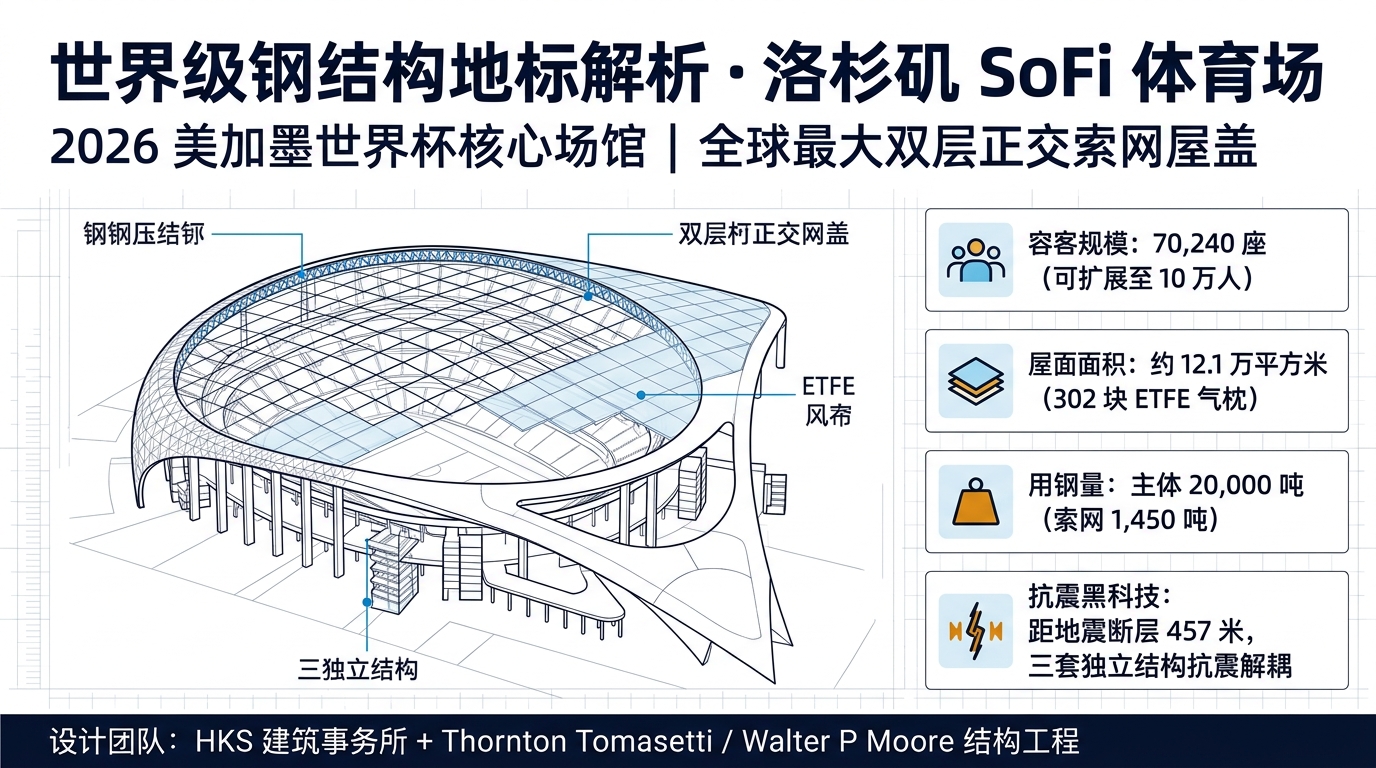 世界级钢结构地标解析·洛杉矶 SoFi 体育场
2026 美加墨世界杯核心场馆 | 全球最大双层正交索网屋盖
钢钢压结邨
双层柯正交网盖
ETFE
风帘
三独立结构
容客规模：70,240 座
（可扩展至 10 万人）
屋面面积：约 12.1 万平方米
（302 块 ETFE 气枕）
用钢量：主体 20,000 吨
（索网 1,450 吨）
抗震黑科技：
距地震断层 457 米，
三套独立结构抗震解耦
设计团队：HKS 建筑事务所 + Thornton Tomasetti / Walter P Moore 结构工程